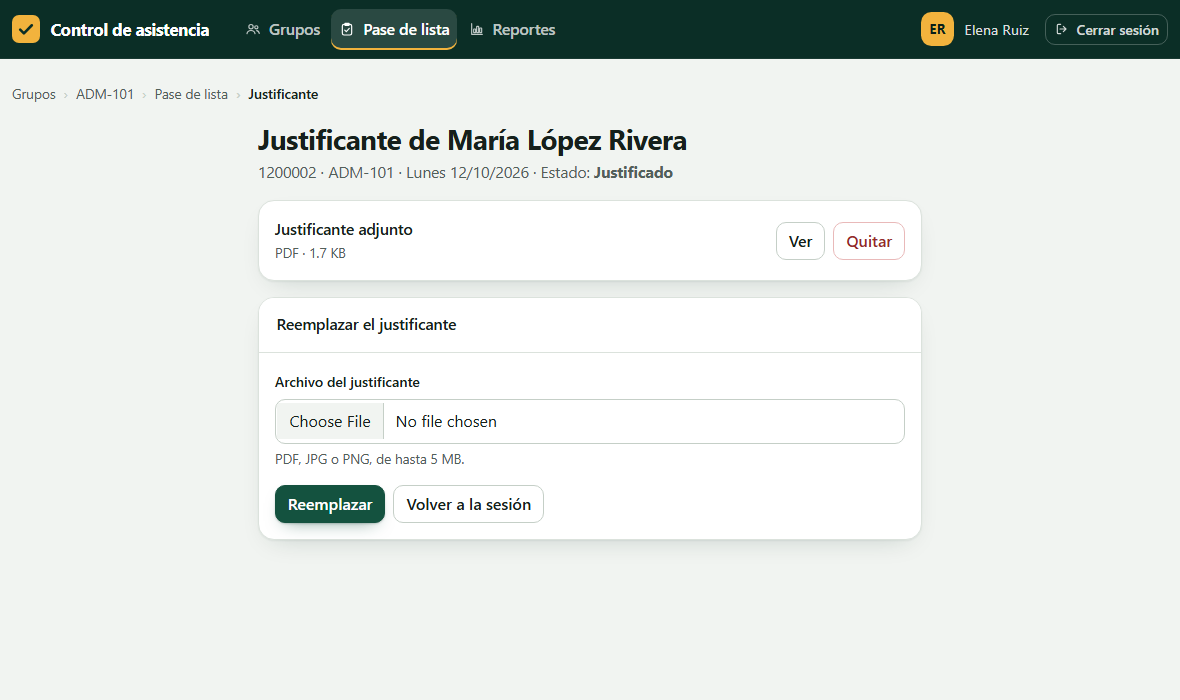 Control de asistencia Grupos Pase de lista Reportes ER Elena Ruiz Cerrar sesión
Grupos › ADM-101 › Pase de lista › Justificante
Justificante de María López Rivera
1200002 · ADM-101 · Lunes 12/10/2026 · Estado: Justificado
Justificante adjunto
PDF · 1.7 KB
Ver Quitar
Reemplazar el justificante
Archivo del justificante
Choose File No file chosen
PDF, JPG o PNG, de hasta 5 MB.
Reemplazar Volver a la sesión